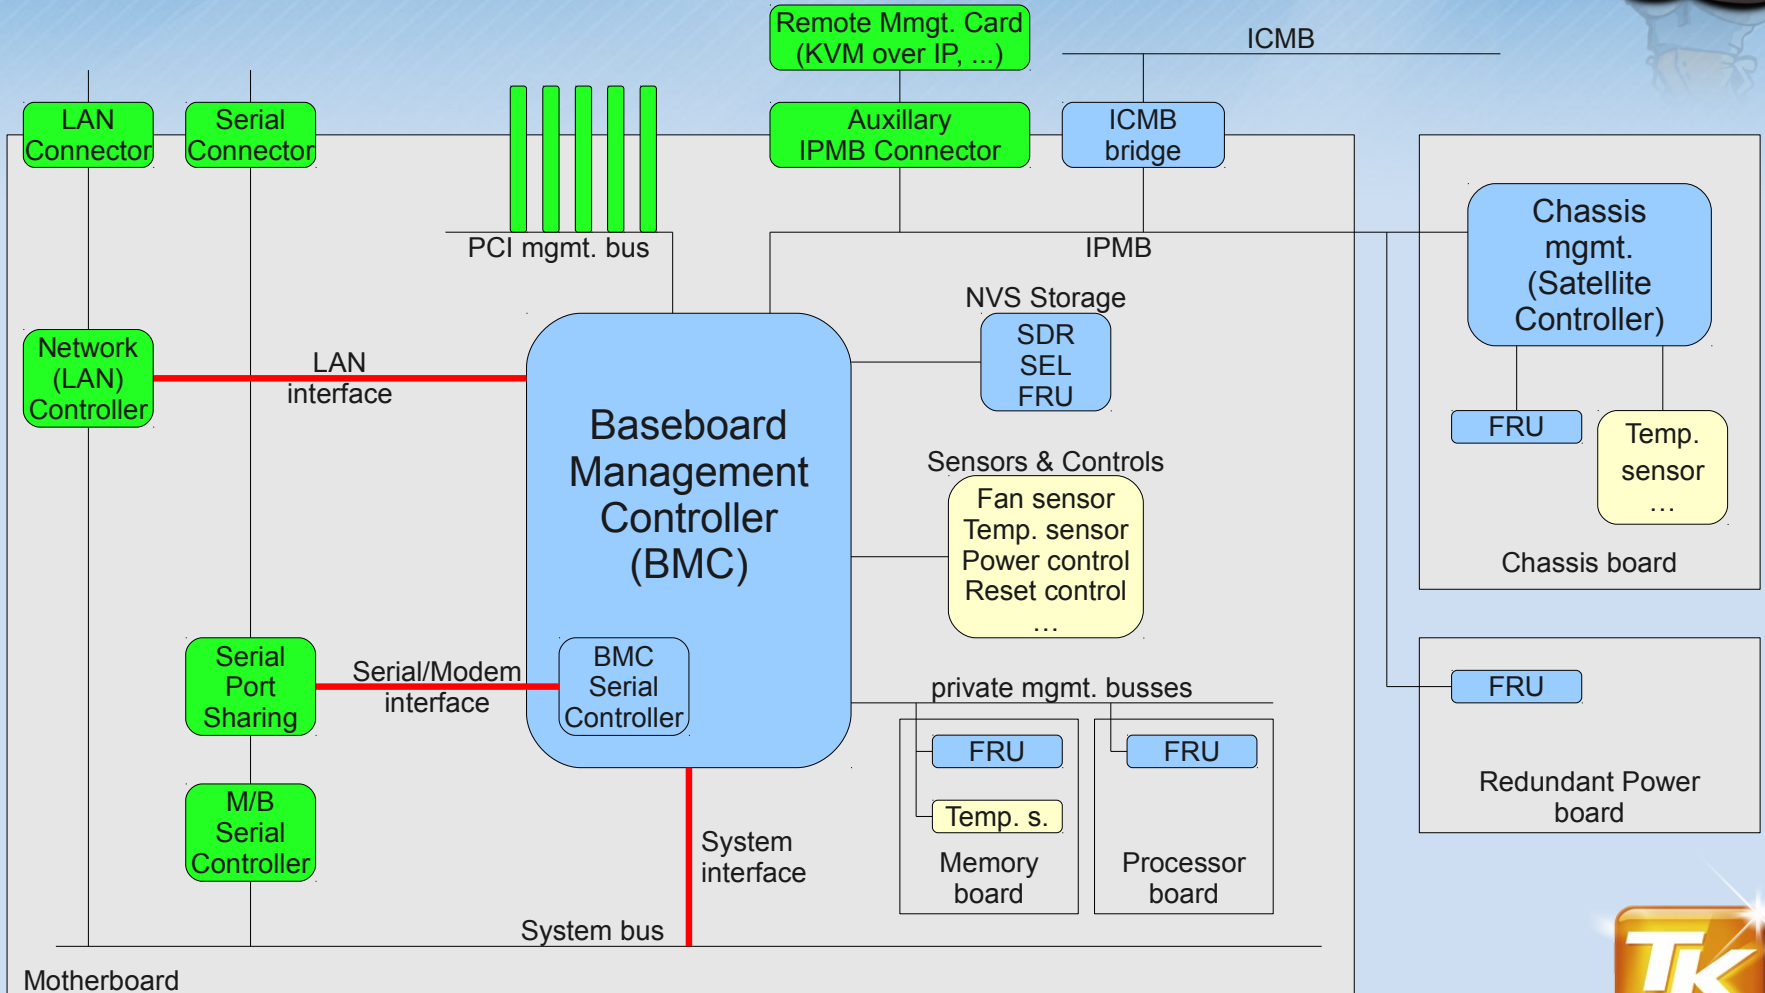 Remote Mmgt. Card
(KVM over IP, ...)
ICMB
LAN
Connector
Serial
Connector
Auxillary
IPMB Connector
ICMB
bridge
PCI mgmt. bus
IPMB
Chassis
mgmt.
(Satellite
Controller)
NVS Storage
SDR
SEL
FRU
Network
(LAN)
Controller
LAN
interface
Baseboard
Management
Controller
(BMC)
FRU
Temp.
sensor
…
Chassis board
Sensors & Controls
Fan sensor
Temp. sensor
Power control
Reset control
…
Serial
Port
Sharing
Serial/Modem
interface
BMC
Serial
Controller
private mgmt. busses
FRU
Temp. s.
Memory
board
FRU
Processor
board
FRU
Redundant Power
board
M/B
Serial
Controller
System
interface
System bus
Motherboard
TK